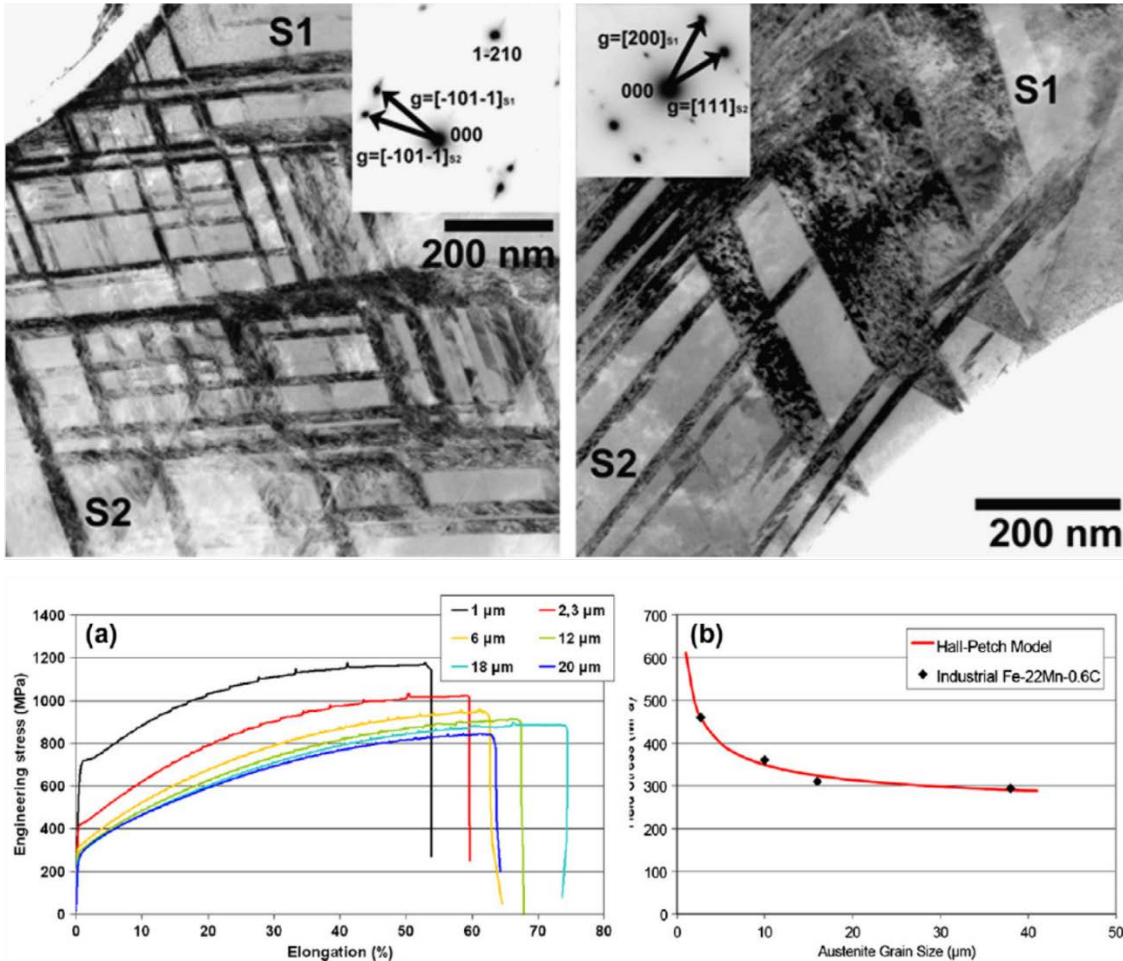 S1
1-210
g=[-101-1]S1
000
g=[-101-1]S2
200 nm
S2
g=[200]S1
000
g=[111]S2
S1
S2
200 nm
(a)
1 µm
2,3 µm
6 µm
12 µm
18 µm
20 µm
Engineering stress (MPa)
1400
1200
1000
800
600
400
200
0
0 10 20 30 40 50 60 70 80
Elongation (%)
(b)
Hall-Petch Model
Industrial Fe-22Mn-0.6C
700
600
500
400
300
200
100
0
0 10 20 30 40 50
Austenite Grain Size (µm)